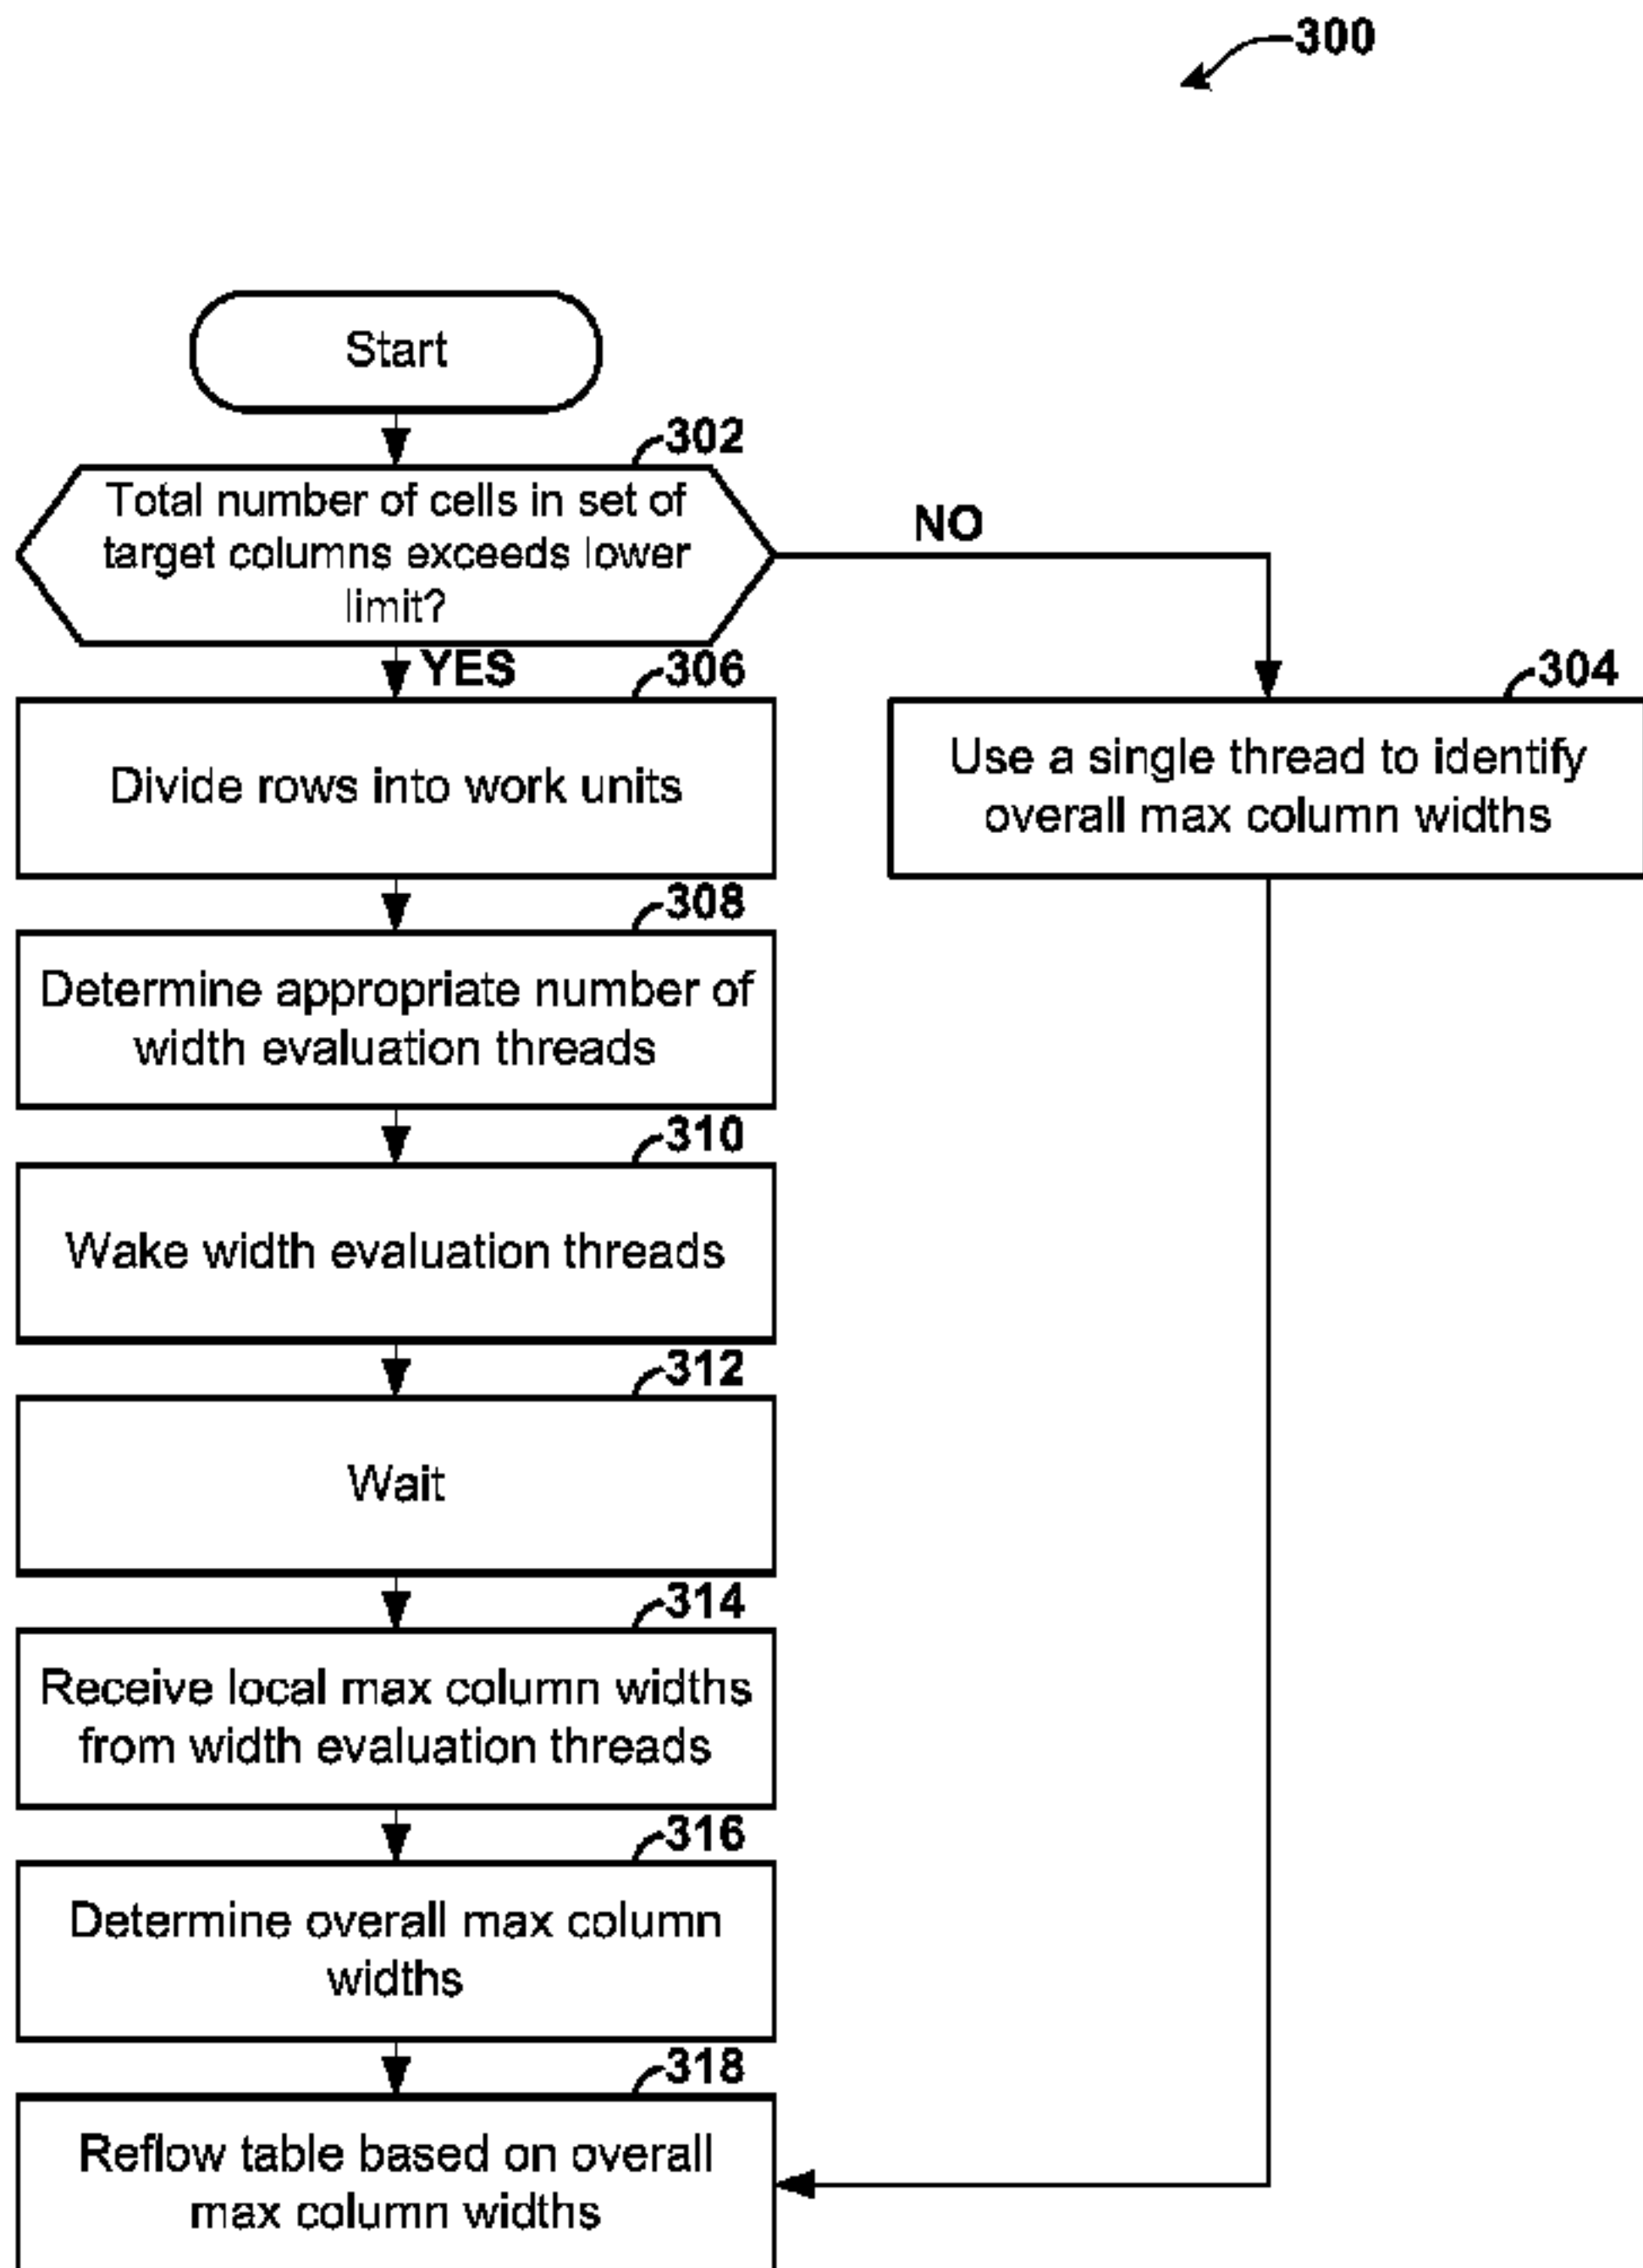 300
Start
302
Total number of cells in set of
target columns exceeds lower
limit?
NO
YES
306
304
Divide rows into work units
Use a single thread to identify
overall max column widths
308
Determine appropriate number of
width evaluation threads
310
Wake width evaluation threads
312
Wait
314
Receive local max column widths
from width evaluation threads
316
Determine overall max column
widths
318
Reflow table based on overall
max column widths